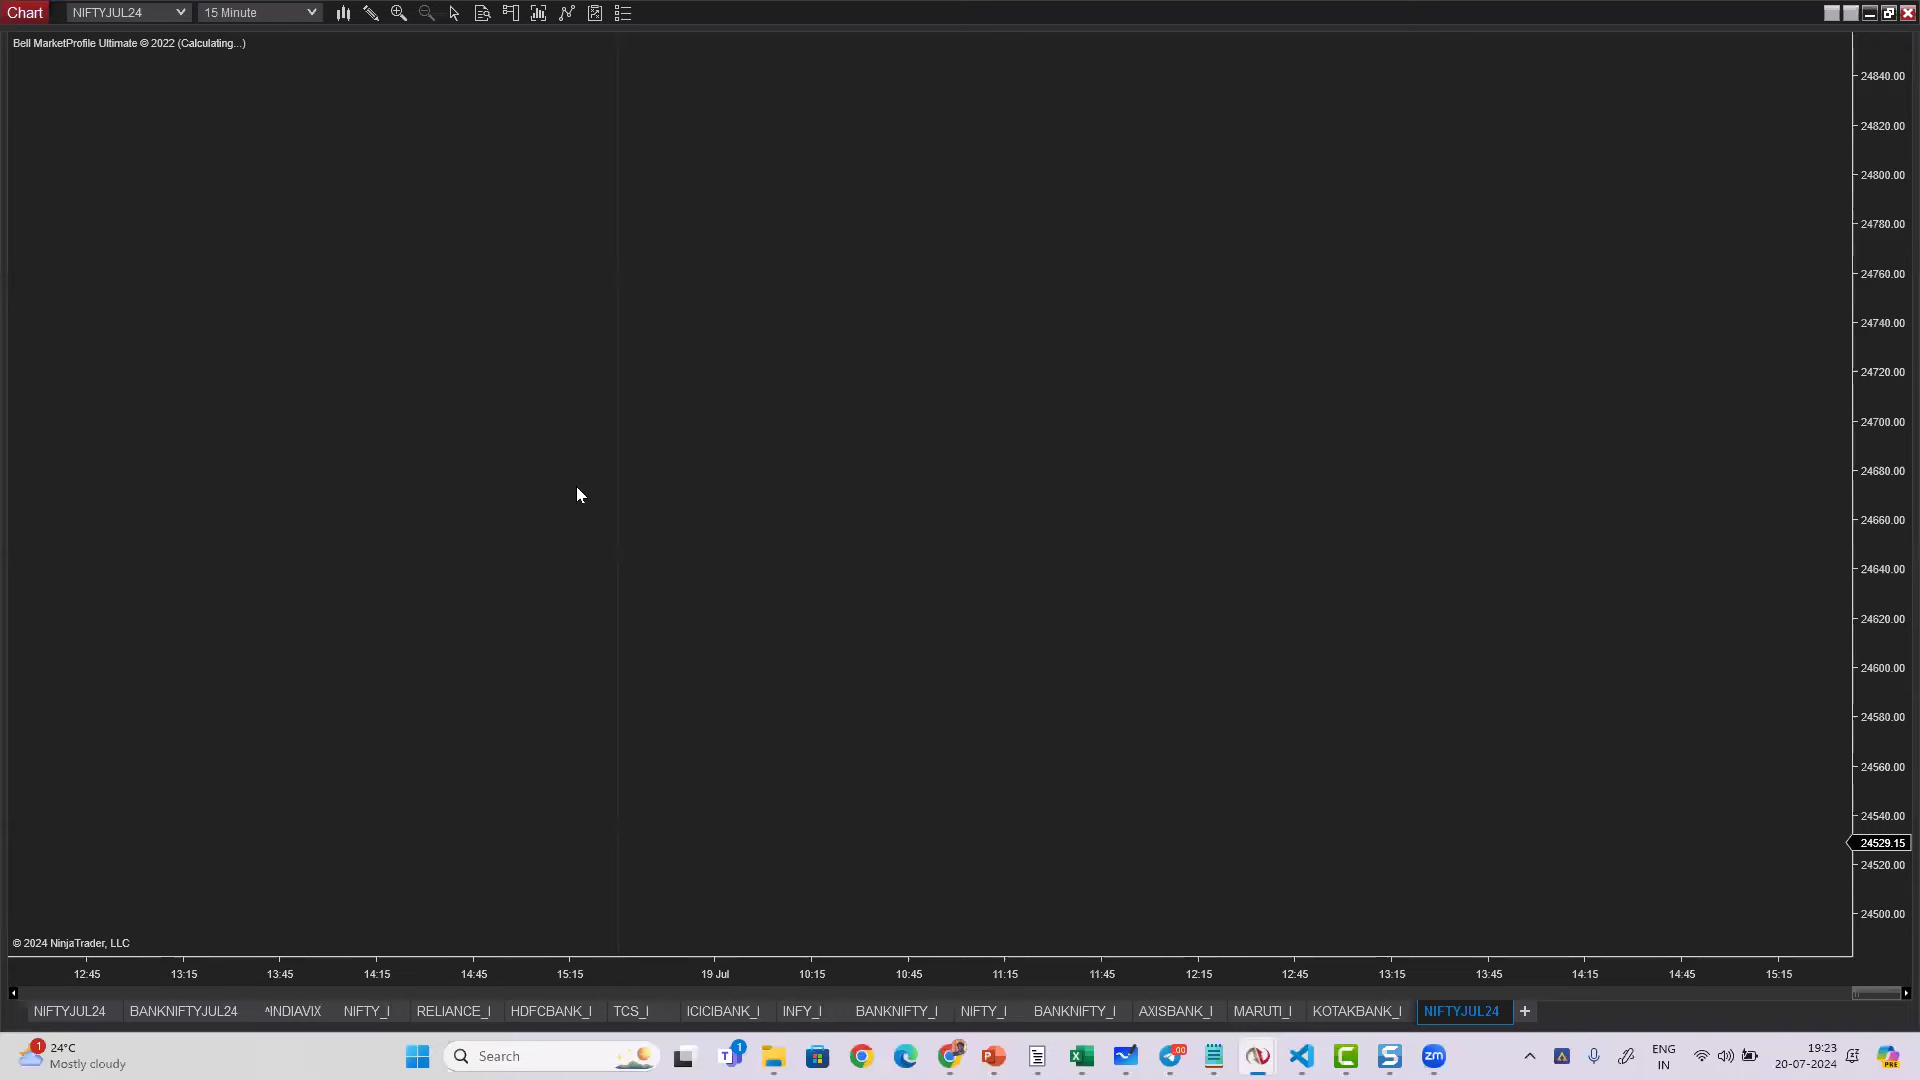 Chart NIFTYJUL24 15 Minute
Bell MarketProfile Ultimate © 2022 (Calculating...)
24840.00
24820.00
24800.00
24780.00
24760.00
24740.00
24720.00
24700.00
24680.00
24660.00
24640.00
24620.00
24600.00
24580.00
24560.00
24540.00
24529.15
24520.00
24500.00
© 2024 NinjaTrader, LLC
12:45 13:15 13:45 14:15 14:45 15:15 19 Jul 10:15 10:45 11:15 11:45 12:15 12:45 13:15 13:45 14:15 14:45 15:15
NIFTYJUL24 BANKNIFTYJUL24 ^INDIAVIX NIFTY_I RELIANCE_I HDFCBANK_I TCS_I ICICIBANK_I INFY_I BANKNIFTY_I NIFTY_I BANKNIFTY_I AXISBANK_I MARUTI_I KOTAKBANK_I NIFTYJUL24 +
1 24°C
Mostly cloudy
Search
1
00
zm
ENG
IN
19:23
20-07-2024
PRE